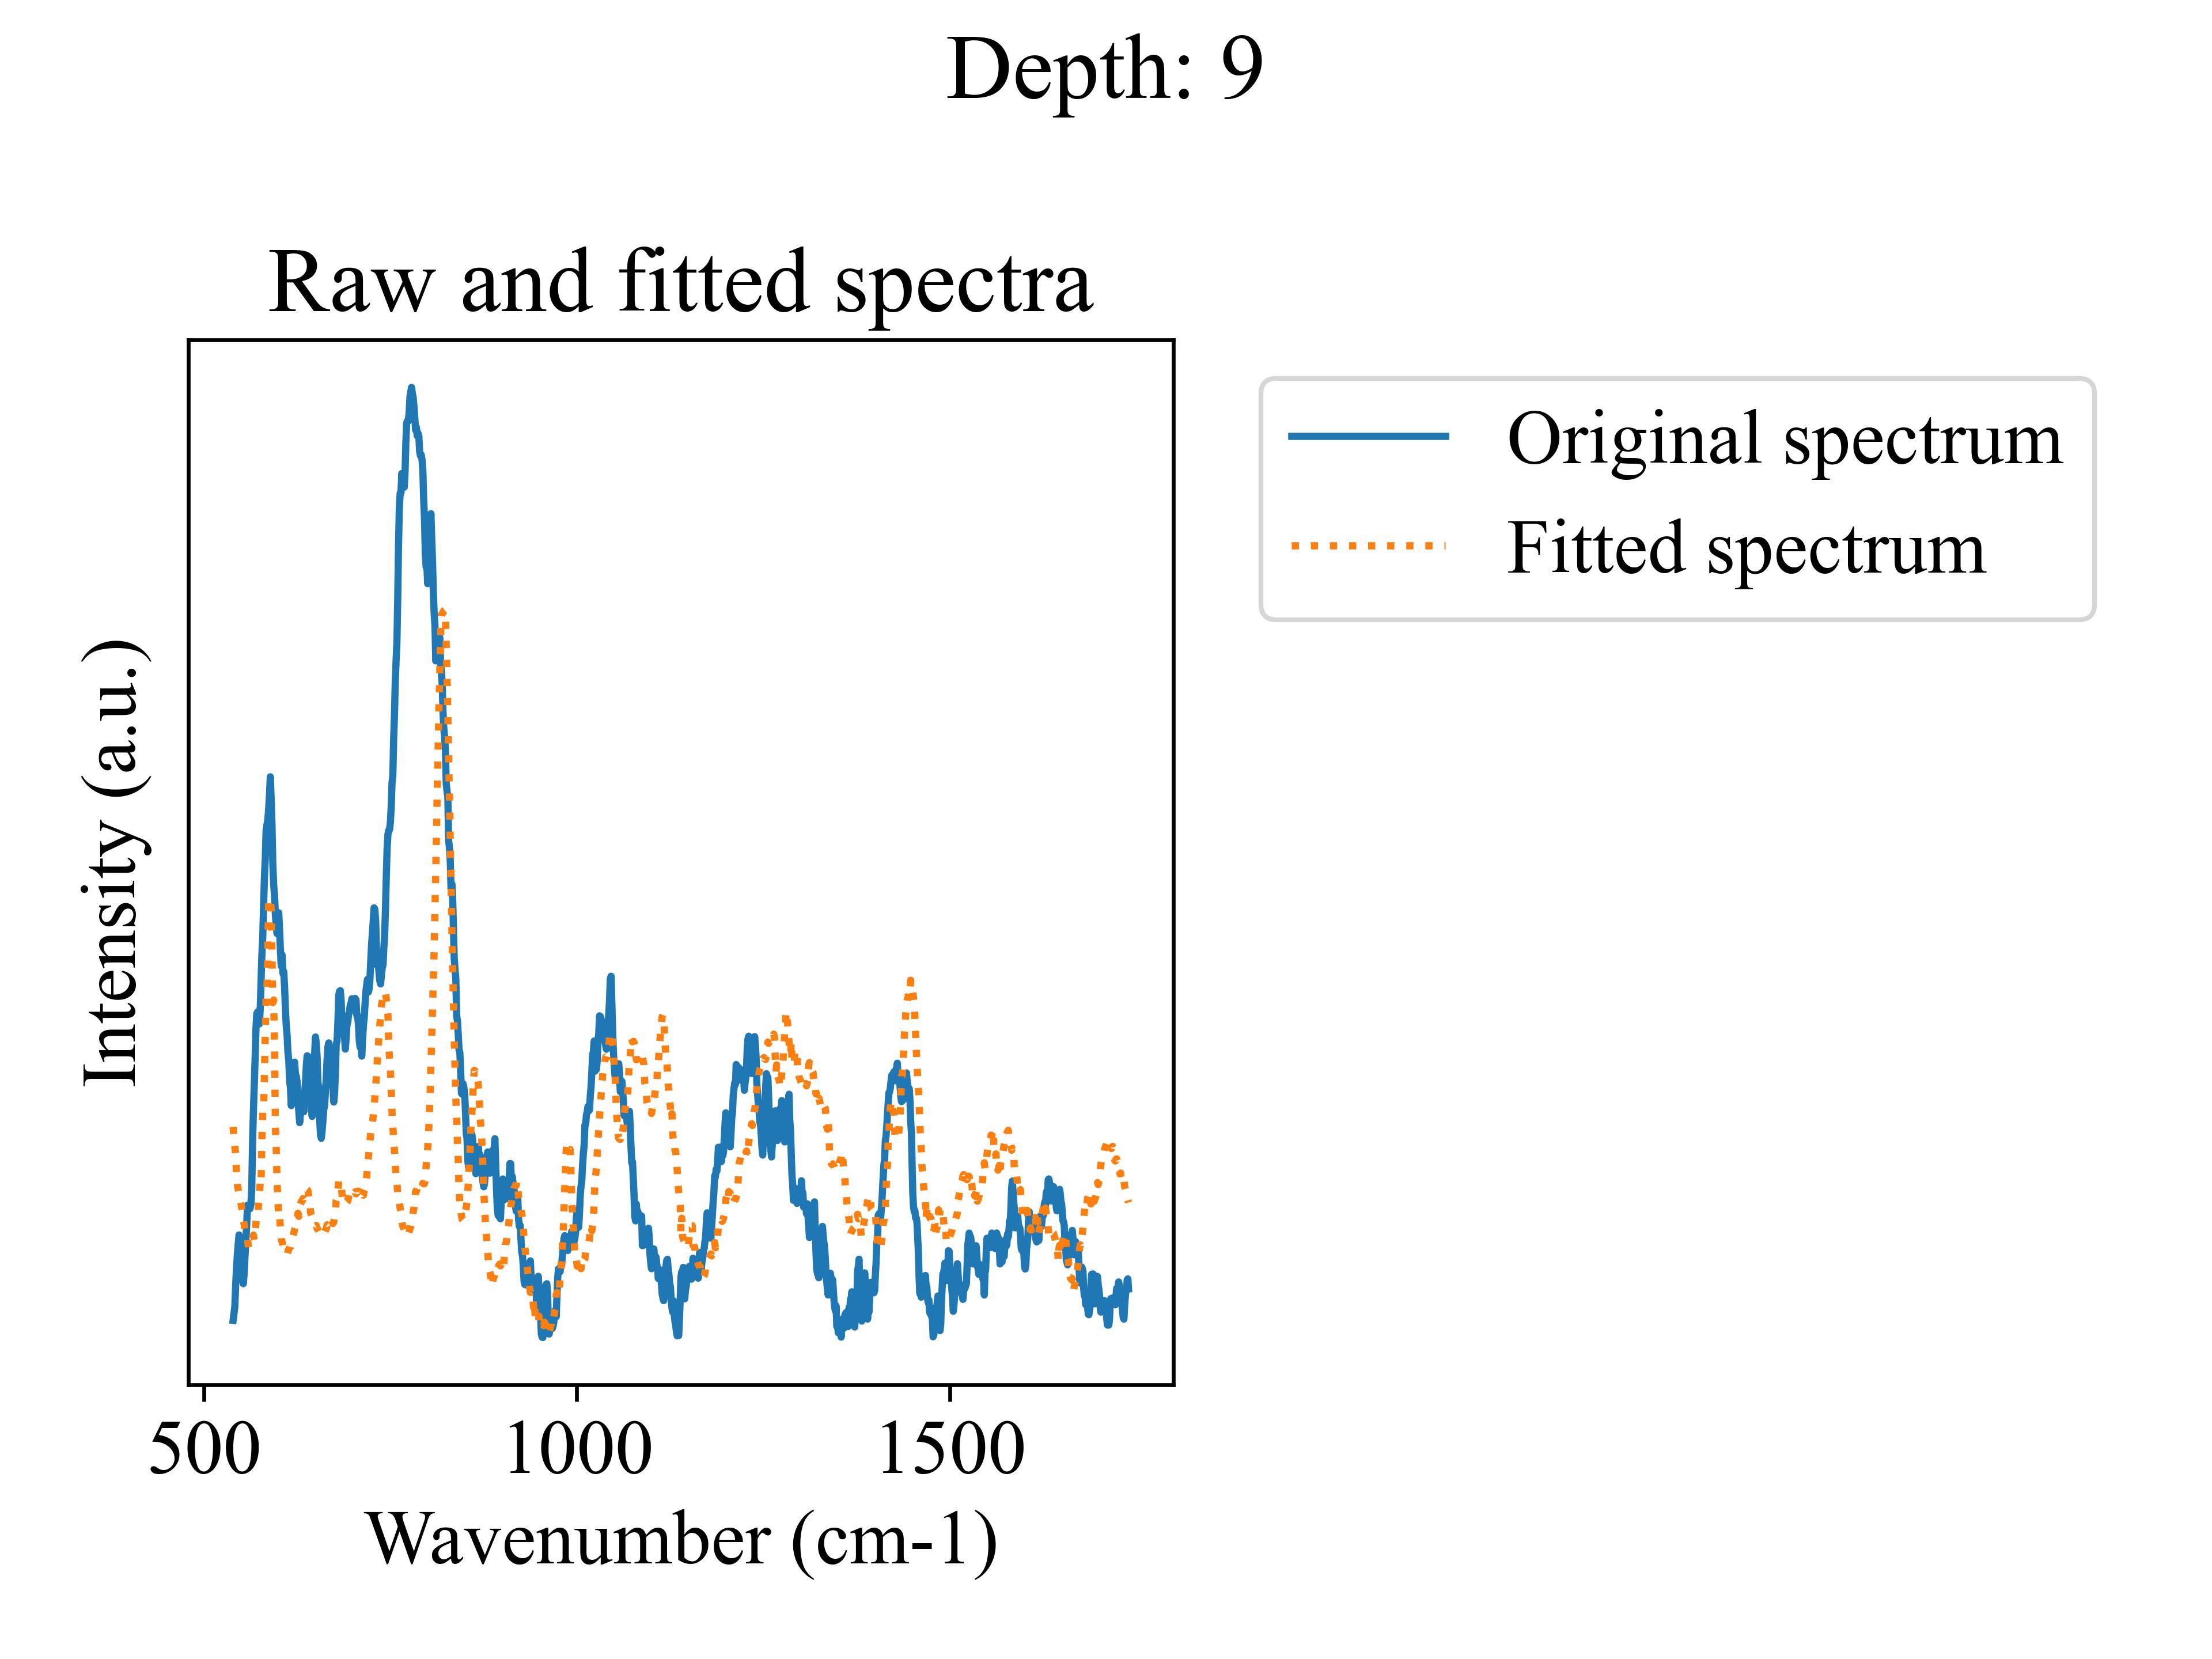 Depth: 9
Raw and fitted spectra
Original spectrum
Fitted spectrum
Intensity (a.u.)
500 1000 1500
Wavenumber (cm-1)